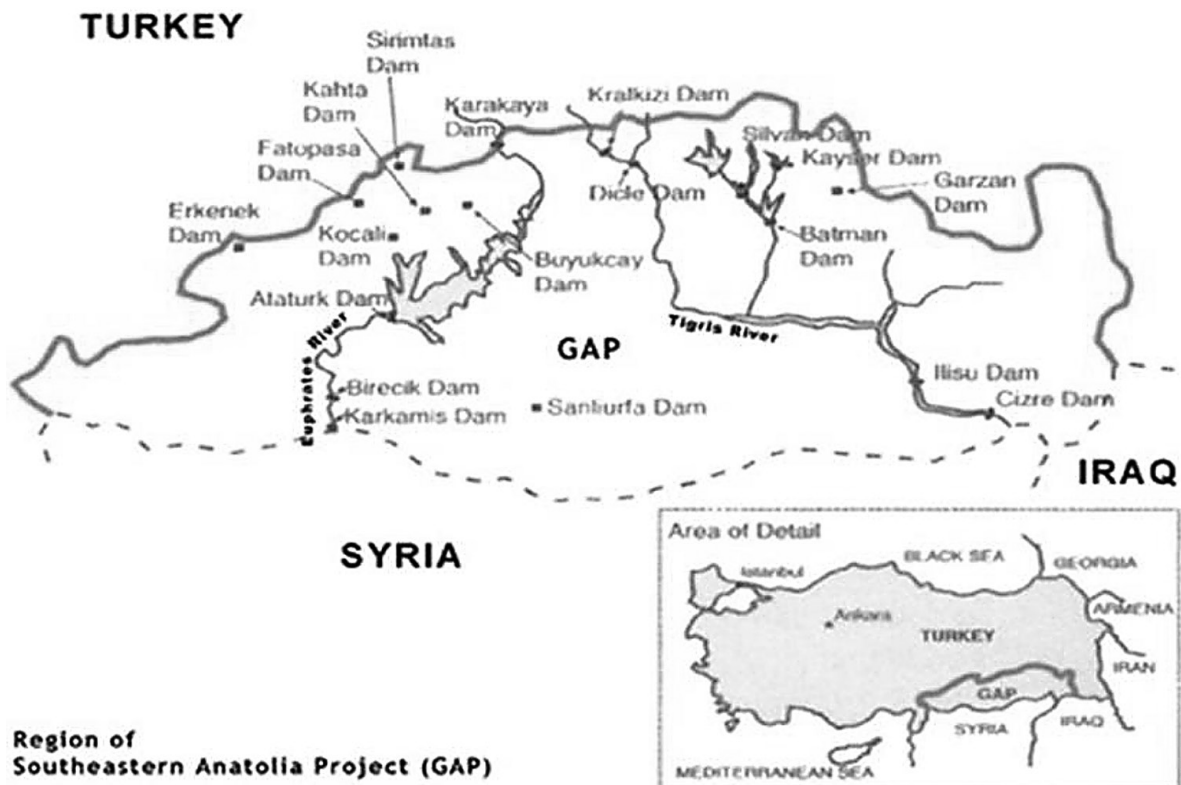 TURKEY
Sirimtas
Dam
Kahta
Dam
Karakaya
Dam
Kralkizi Dam
Fatopasa
Dam
Silvan Dam
Kayser Dam
Dicle Dam
Garzan
Dam
Erkenek
Dam
Kocali
Dam
Batman
Dam
Buyukcay
Dam
Ataturk Dam
Euphrates River
Tigris River
GAP
Birecik Dam
Karkamis Dam
Sanliurfa Dam
Ilisu Dam
Cizre Dam
IRAQ
SYRIA
Area of Detail
BLACK SEA
GEORGIA
Istanbul
ARMENIA
Ankara
TURKEY
IRAN
GAP
SYRIA
IRAQ
MEDITERRANEAN SEA
Region of
Southeastern Anatolia Project (GAP)